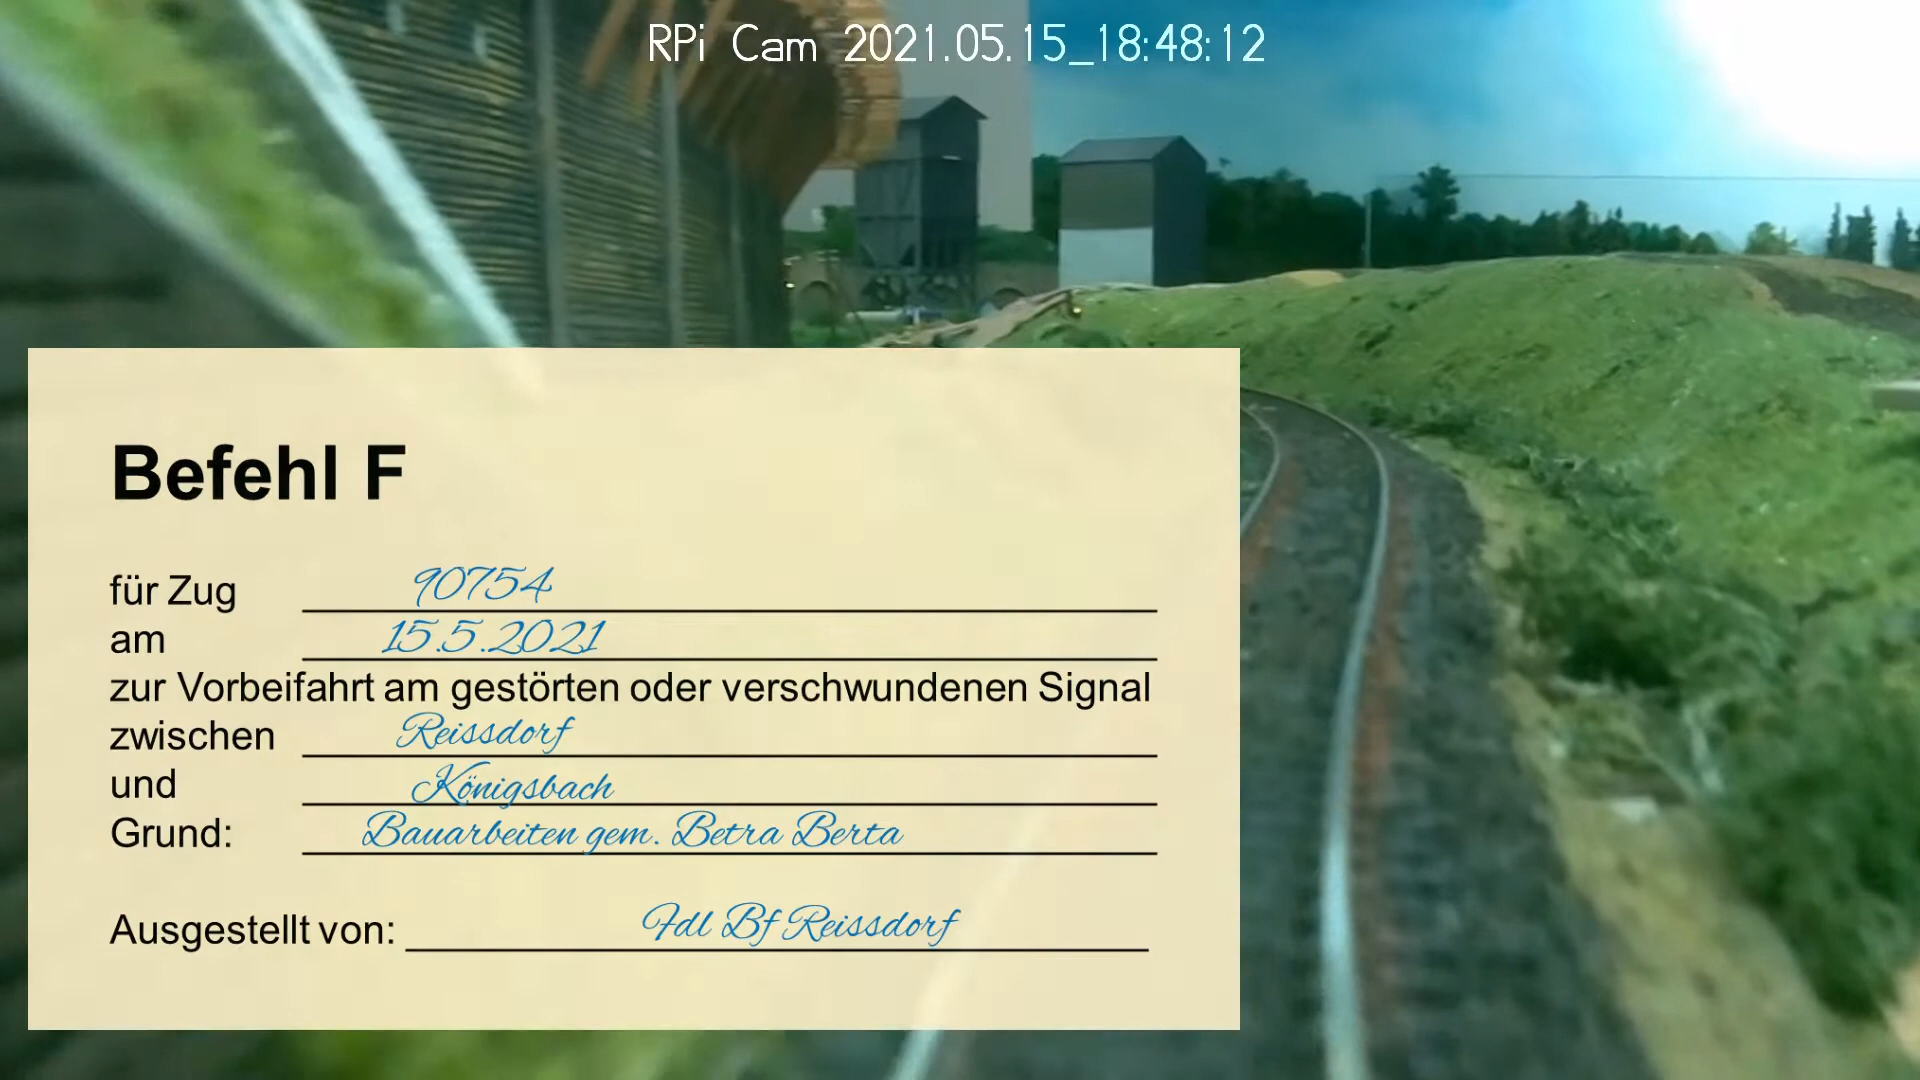 RPi Cam 2021.05.15_18:48:12
Befehl F
für Zug 90754
am 15.5.2021
zur Vorbeifahrt am gestörten oder verschwundenen Signal
zwischen Reissdorf
und Königsbach
Grund: Bauarbeiten gem. Betra Berta
Ausgestellt von: Fdl Bf Reissdorf